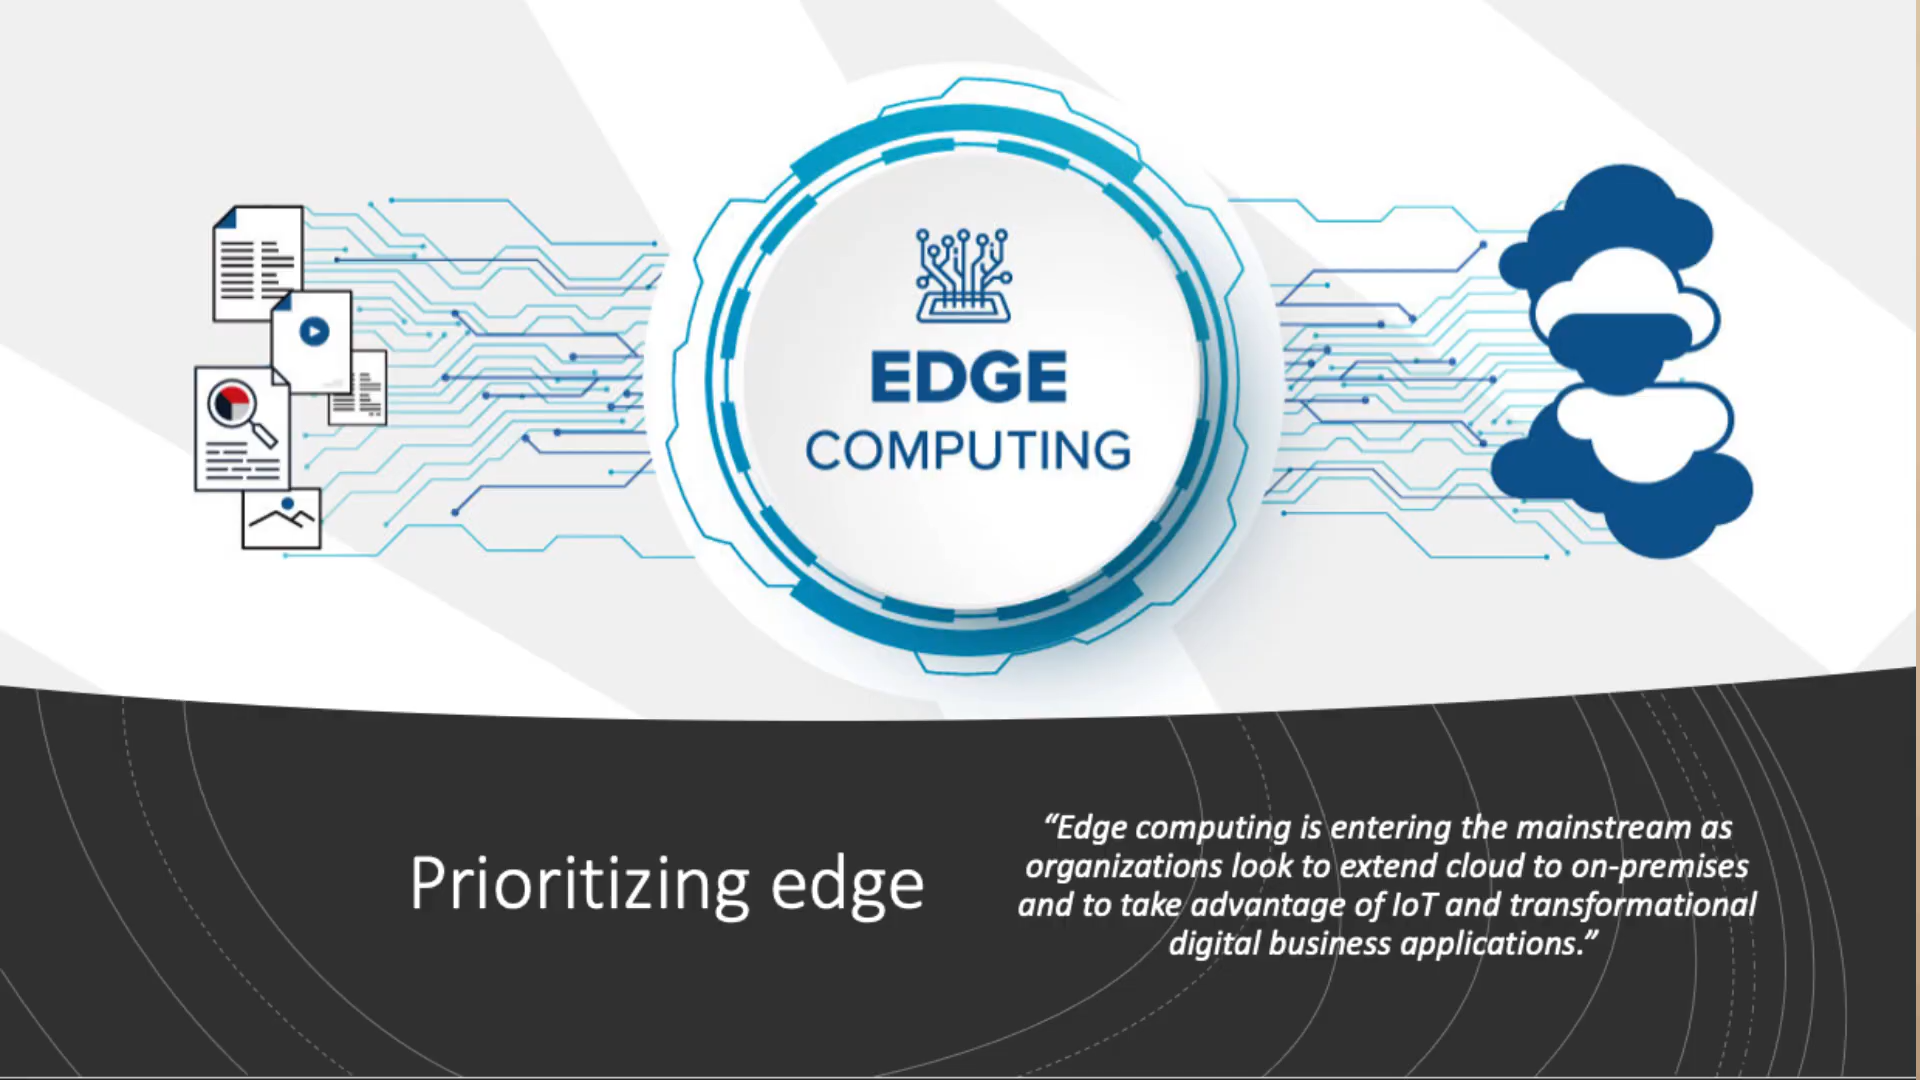 EDGE
COMPUTING
Prioritizing edge
“Edge computing is entering the mainstream as
organizations look to extend cloud to on-premises
and to take advantage of IoT and transformational
digital business applications.”